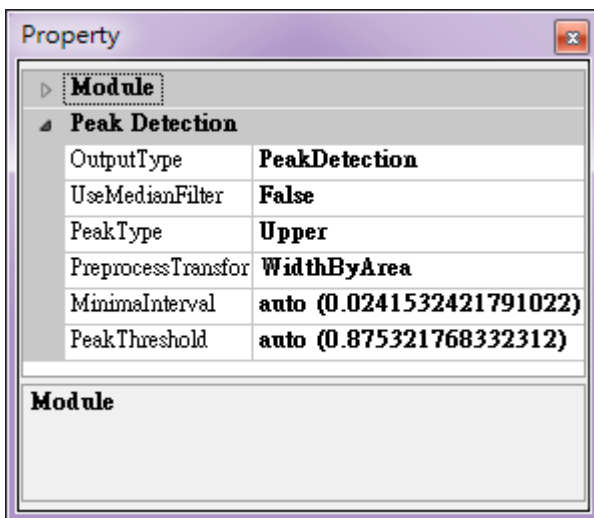 Property
Module
Peak Detection
OutputType PeakDetection
UseMedianFilter False
PeakType Upper
PreprocessTransfor WidthByArea
MinimaInterval auto (0.0241532421791022)
PeakThreshold auto (0.875321768332312)
Module